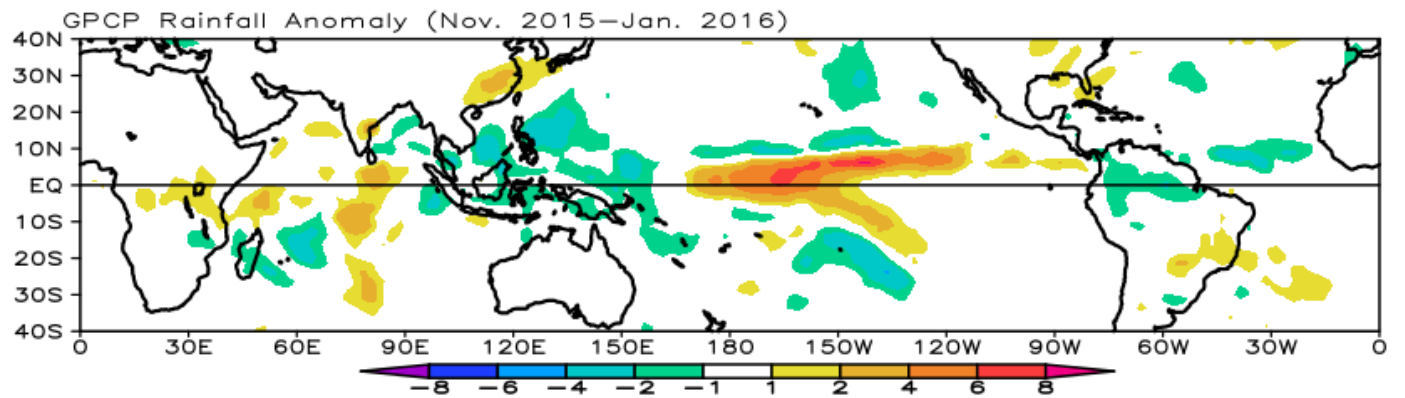 GPCP Rainfall Anomaly (Nov. 2015−Jan. 2016)
40N
30N
20N
10N
EQ
10S
20S
30S
40S
0 30E 60E 90E 120E 150E 180 150W 120W 90W 60W 30W 0
−8 −6 −4 −2 −1 1 2 4 6 8